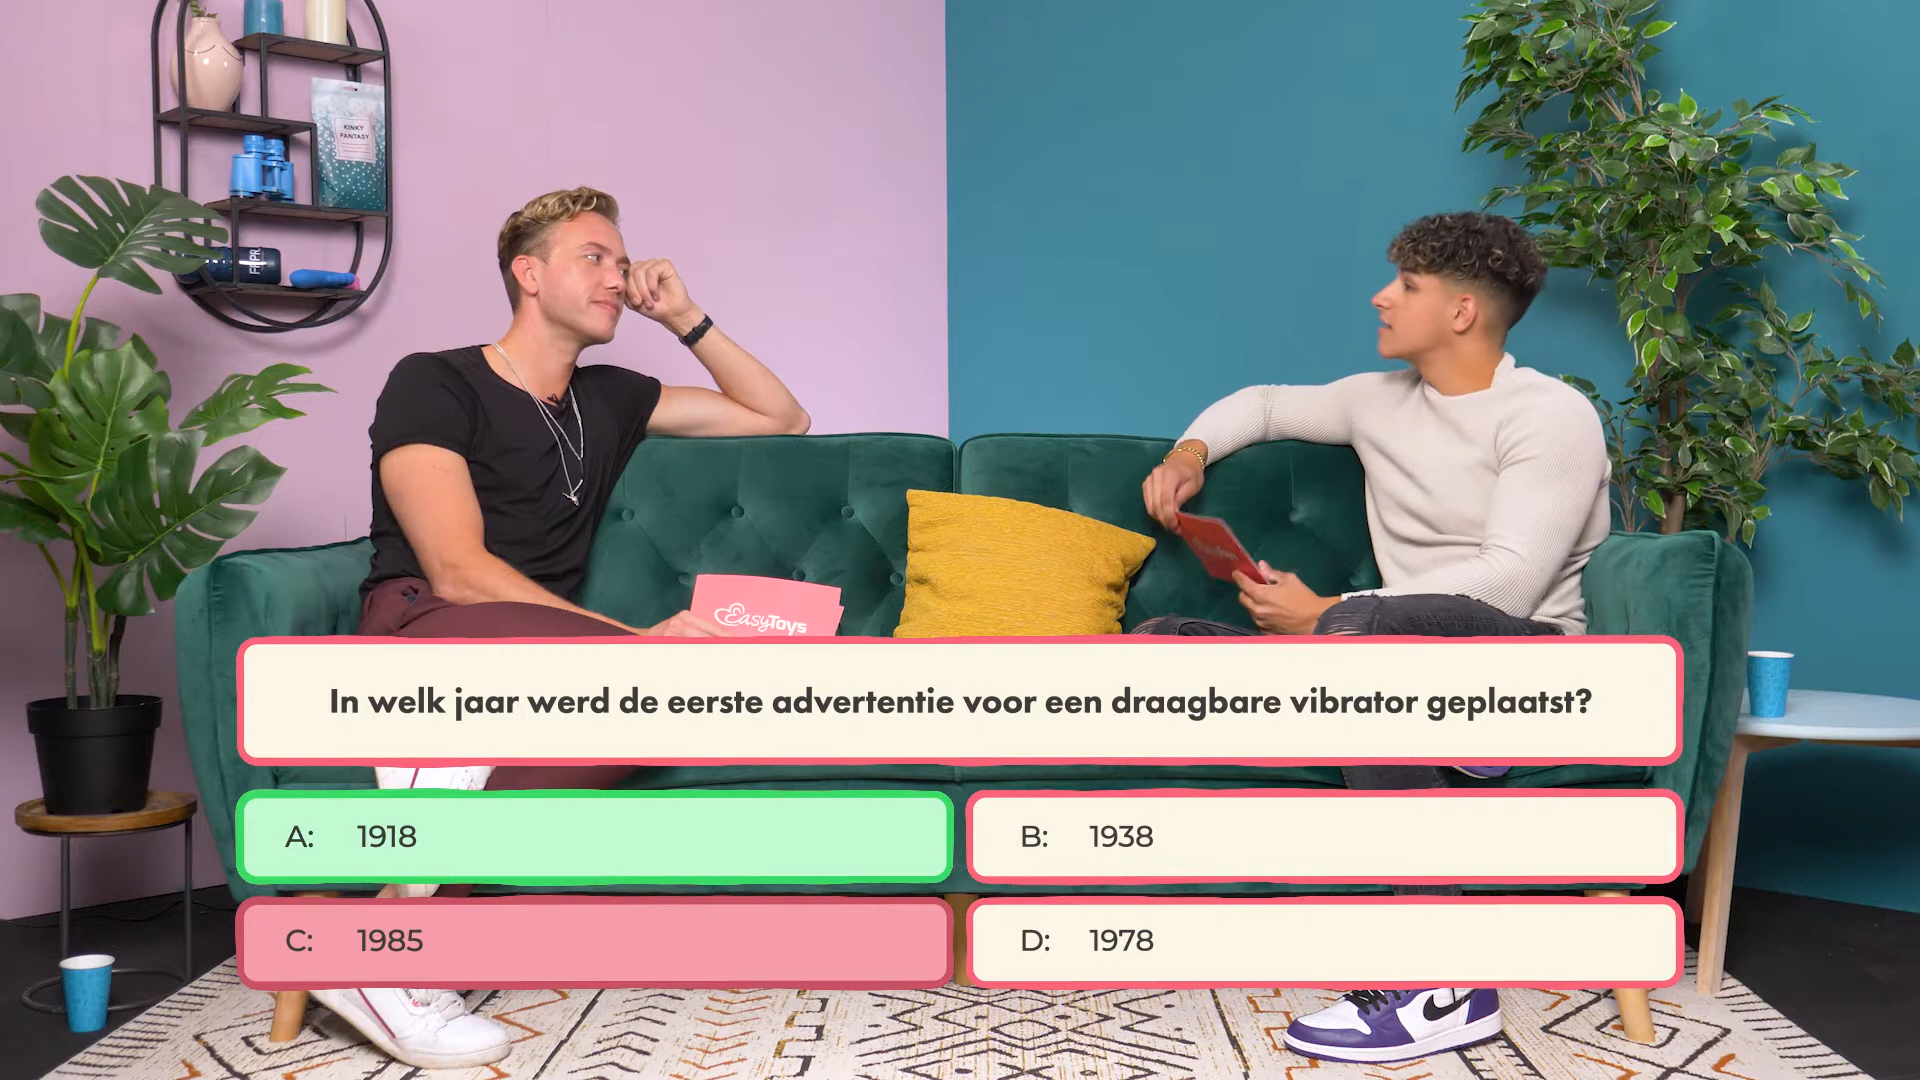 KINKY
FANTASY
EasyToys
In welk jaar werd de eerste advertentie voor een draagbare vibrator geplaatst?
A: 1918
B: 1938
C: 1985
D: 1978